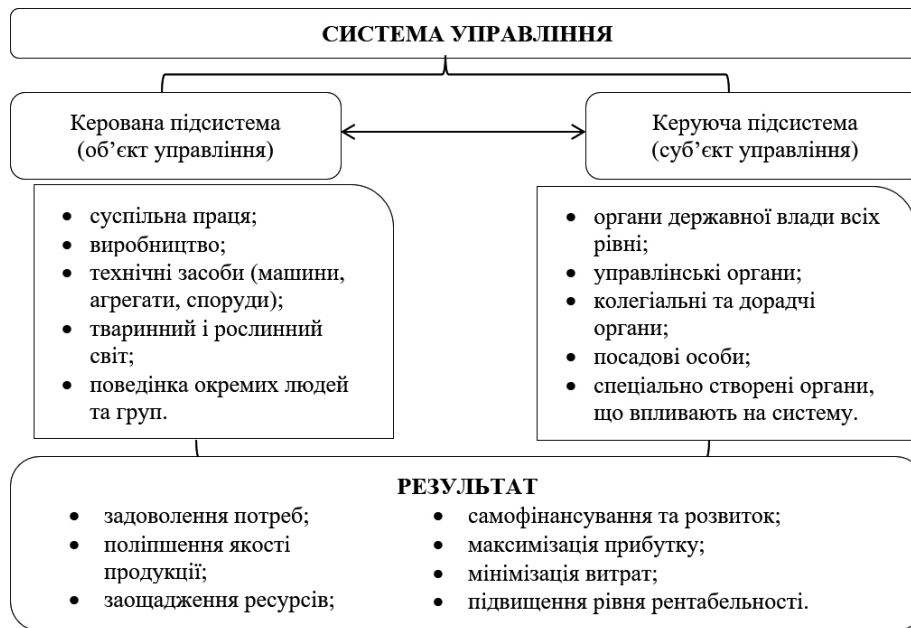 СИСТЕМА УПРАВЛІННЯ
Керована підсистема
(об’єкт управління)
Керуюча підсистема
(суб’єкт управління)
• суспільна праця;
• виробництво;
• технічні засоби (машини,
агрегати, споруди);
• тваринний і рослинний
світ;
• поведінка окремих людей
та груп.
• органи державної влади всіх
рівні;
• управлінські органи;
• колегіальні та дорадчі
органи;
• посадові особи;
• спеціально створені органи,
що впливають на систему.
РЕЗУЛЬТАТ
• задоволення потреб;
• поліпшення якості
продукції;
• заощадження ресурсів;
• самофінансування та розвиток;
• максимізація прибутку;
• мінімізація витрат;
• підвищення рівня рентабельності.